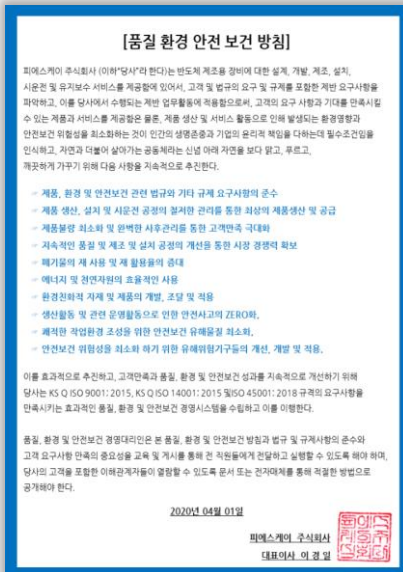 [품질 환경 안전 보건 방침]
피에스케이 주식회사 (이하"당사"라 한다)는 반도체 제조용 장비에 대한 설계, 개발, 제조, 설치,
시운전 및 유지보수 서비스를 제공함에 있어서, 고객 및 법규의 요구 및 규격을 포함한 제반 요구사항을
파악하고, 이를 당사에서 수행되는 제반 업무활동에 적용함으로써, 고객의 요구 사항과 기대를 만족시킬
수 있는 제품과 서비스를 제공함은 물론, 제품 생산 및 서비스 활동으로 인해 발생되는 환경영향과
안전보건 위험성을 최소화하는 것이 인간의 생명존중과 기업의 윤리적 책임을 다하는데 필수조건임을
인식하고, 자연과 더불어 살아가는 공동체라는 신념 아래 자연을 보다 맑고, 푸르고,
깨끗하게 가꾸기 위해 다음 사항을 지속적으로 추진한다.
제품, 환경 및 안전보건 관련 법규와 기타 규제 요구사항의 준수
제품 생산, 설치 및 시운전 공정의 철저한 관리를 통한 최상의 제품생산 및 공급
제품불량 최소화 및 완벽한 사후관리를 통한 고객만족 극대화
지속적인 품질 및 제조 및 설치 공정의 개선을 통한 시장 경쟁력 확보
폐기물의 재 사용 및 재 활용율의 증대
에너지 및 천연자원의 효율적인 사용
환경친화적 자재 및 제품의 개발, 조달 및 적용
생산활동 및 관련 운영활동으로 인한 안전사고의 ZERO화.
쾌적한 작업환경 조성을 위한 안전보건 유해물질 최소화.
안전보건 위험성을 최소화 하기 위한 유해위험기구들의 개선, 개발 및 적용.
이를 효과적으로 추진하고, 고객만족과 품질, 환경 및 안전보건 성과를 지속적으로 개선하기 위해
당사는 KS Q ISO 9001: 2015, KS Q ISO 14001: 2015 및ISO 45001: 2018 규격의 요구사항을
만족시키는 효과적인 품질, 환경 및 안전보건 경영시스템을 수립하고 이를 이행한다.
품질, 환경 및 안전보건 경영대리인은 본 품질, 환경 및 안전보건 방침과 법규 및 규제사항의 준수와
고객 요구사항 만족의 중요성을 교육 및 게시를 통해 전 직원들에게 전달하고 실행할 수 있도록 해야 하며,
당사의 고객을 포함한 이해관계자들이 열람할 수 있도록 문서 또는 전자매체를 통해 적절한 방법으로
공개해야 한다.
2020년 04월 01일
피에스케이 주식회사
대표이사 이 경 일